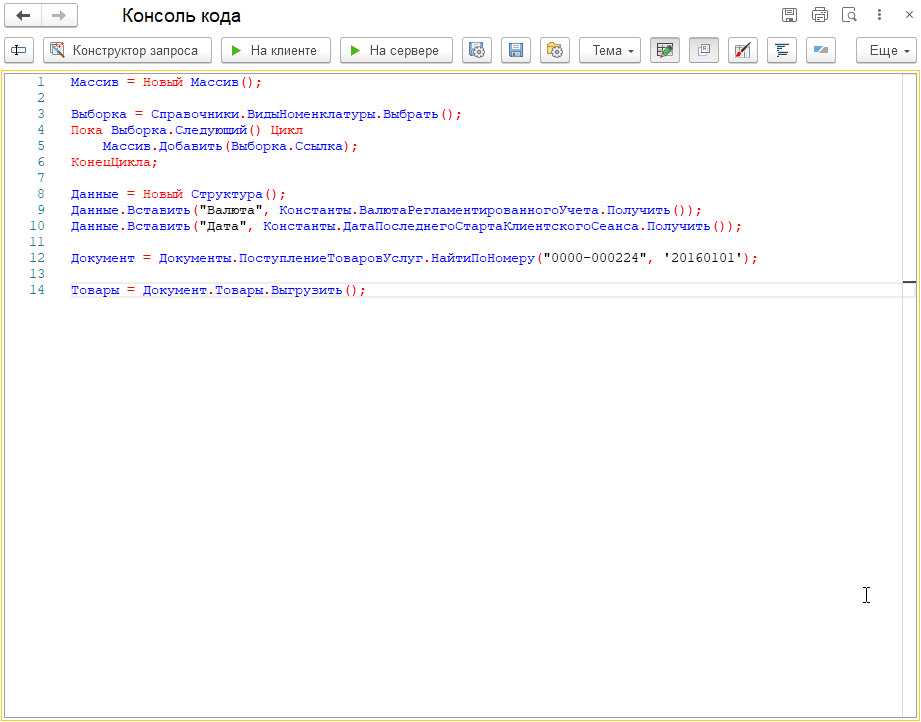 Консоль кода
Конструктор запроса На клиенте На сервере Тема Еще
1 Массив = Новый Массив();
2
3 Выборка = Справочники.ВидыНоменклатуры.Выбрать();
4 Пока Выборка.Следующий() Цикл
5 Массив.Добавить(Выборка.Ссылка);
6 КонецЦикла;
7
8 Данные = Новый Структура();
9 Данные.Вставить("Валюта", Константы.ВалютаРегламентированногоУчета.Получить());
10 Данные.Вставить("Дата", Константы.ДатаПоследнегоСтартаКлиентскогоСеанса.Получить());
11
12 Документ = Документы.ПоступлениеТоваровУслуг.НайтиПоНомеру("0000-000224", '20160101');
13
14 Товары = Документ.Товары.Выгрузить();